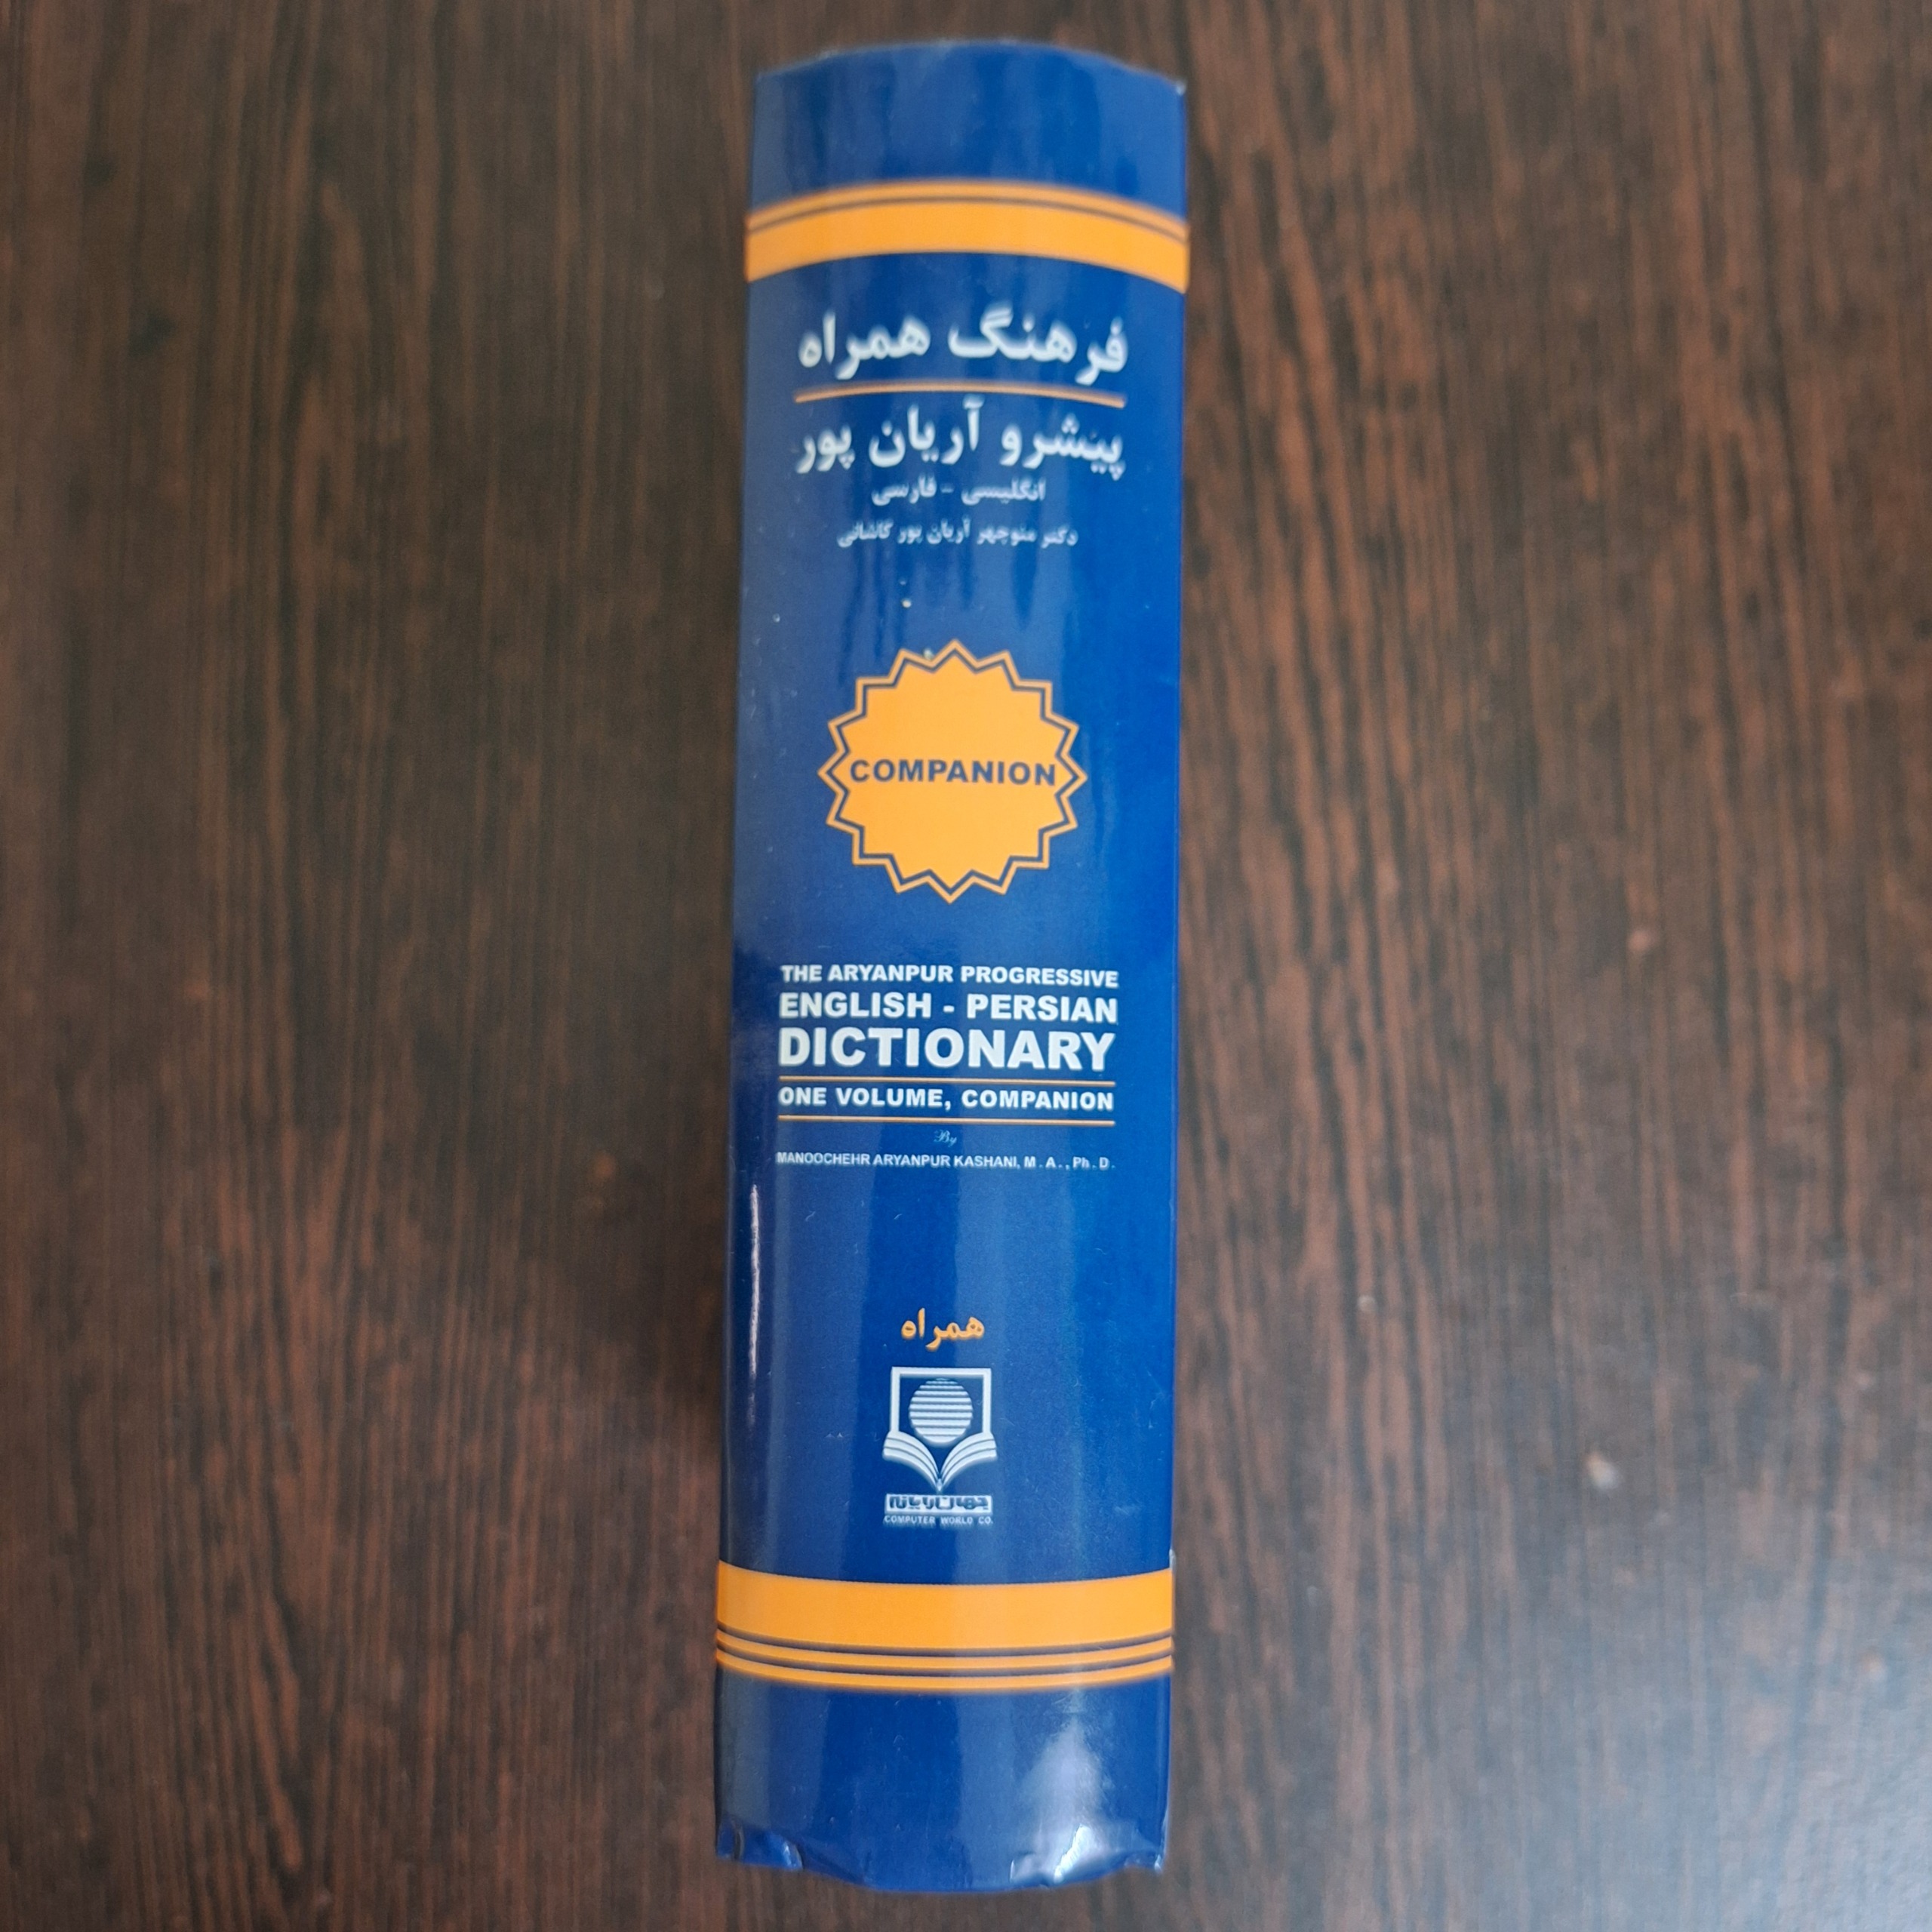 فرهنگ همراه
پیشرو آریان پور
انگلیسی - فارسی
دکتر منوچهر آریان پور کاشانی
COMPANION
THE ARYANPUR PROGRESSIVE
ENGLISH - PERSIAN
DICTIONARY
ONE VOLUME, COMPANION
By
MANOOCHEHR ARYANPUR KASHANI, M . A . , Ph . D .
همراه
جهان رایانه
COMPUTER WORLD CO.